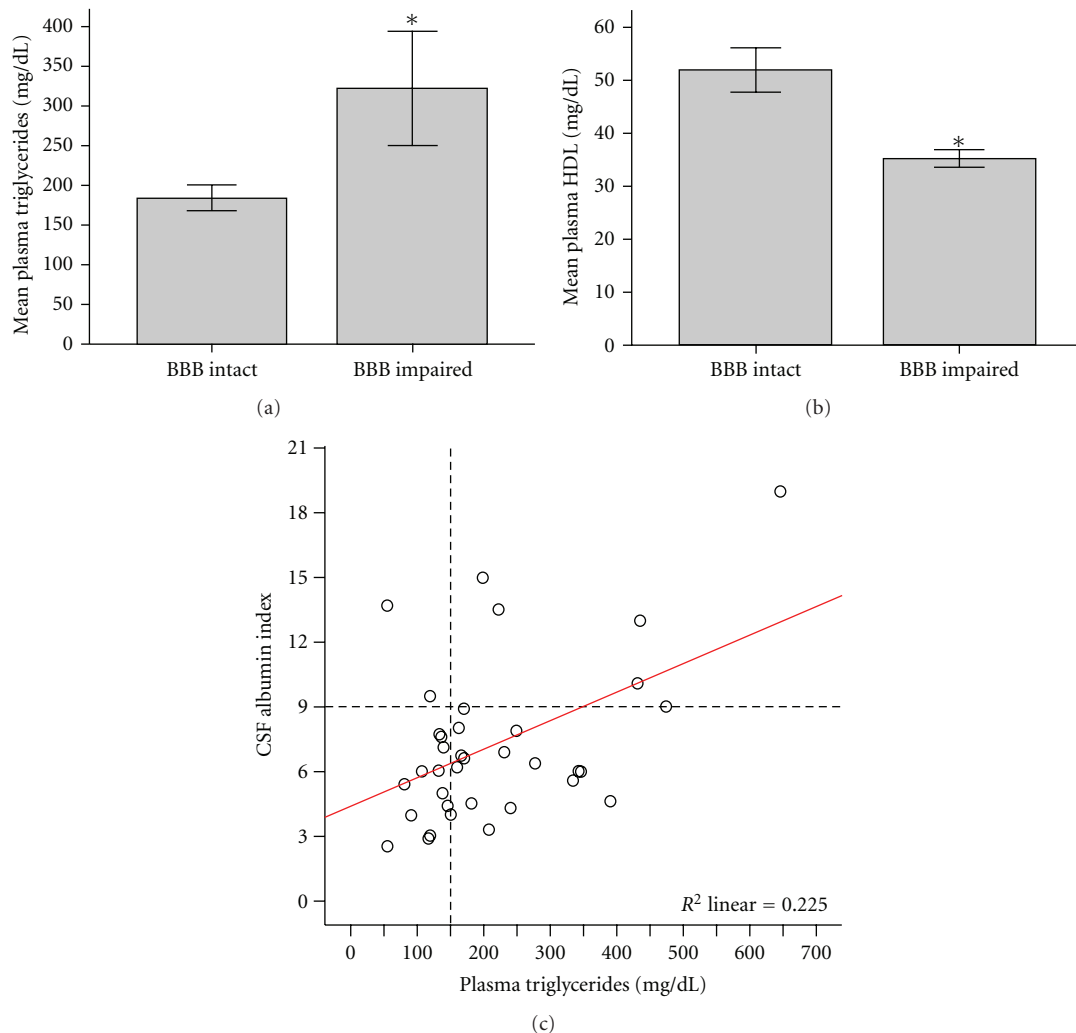 Mean plasma triglycerides (mg/dL)
400
350
300
250
200
150
100
50
0
*
BBB intact
BBB impaired
(a)
Mean plasma HDL (mg/dL)
60
50
40
30
20
10
0
*
BBB intact
BBB impaired
(b)
CSF albumin index
21
18
15
12
9
6
3
0
R² linear = 0.225
0
100
200
300
400
500
600
700
Plasma triglycerides (mg/dL)
(c)